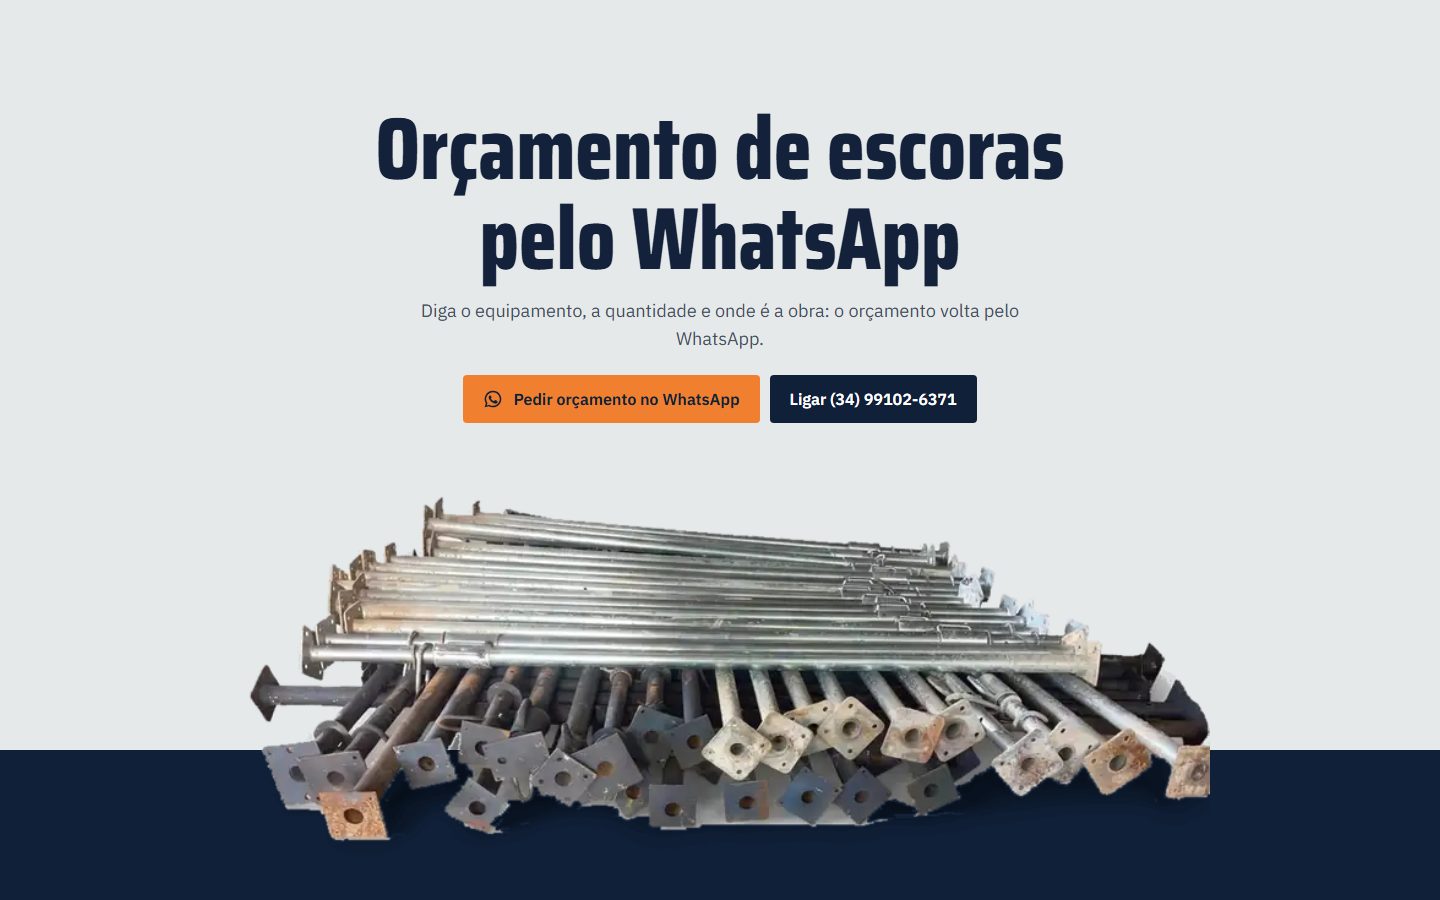 Orçamento de escoras
pelo WhatsApp
Diga o equipamento, a quantidade e onde é a obra: o orçamento volta pelo
WhatsApp.
Pedir orçamento no WhatsApp
Ligar (34) 99102-6371